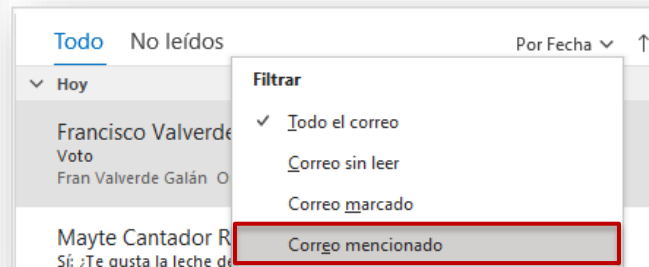 Todo No leídos Por Fecha
Hoy
Filtrar
Francisco Valverde
Todo el correo
Voto
Correo sin leer
Fran Valverde Galán O
Correo marcado
Mayte Cantador R
Correo mencionado
Sí: ¿Te gusta la leche de